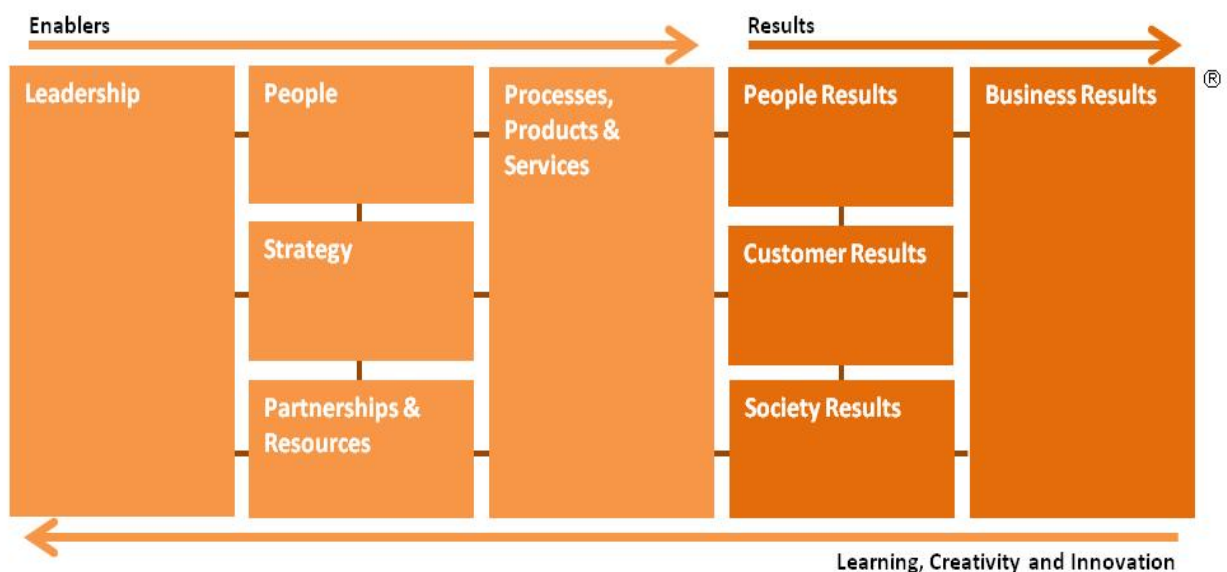 Enablers
Results
Leadership
People
Processes,
Products &
Services
People Results
Business Results
®
Strategy
Customer Results
Partnerships &
Resources
Society Results
Learning, Creativity and Innovation